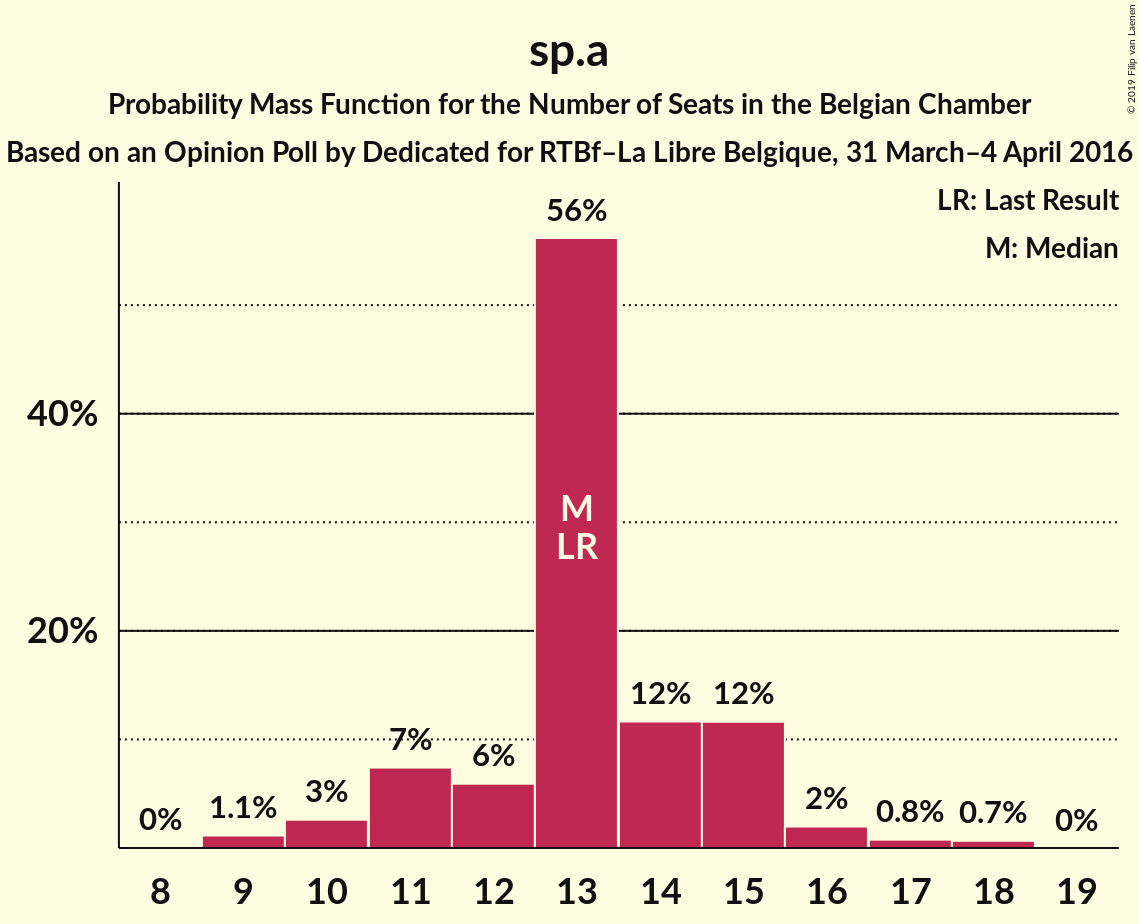 sp.a
Probability Mass Function for the Number of Seats in the Belgian Chamber
Based on an Opinion Poll by Dedicated for RTBf–La Libre Belgique, 31 March–4 April 2016
© 2019 Filip van Laenen
LR: Last Result
M: Median
40%
20%
0%
1.1%
3%
7%
6%
56%
M
LR
12%
12%
2%
0.8%
0.7%
0%
8 9 10 11 12 13 14 15 16 17 18 19